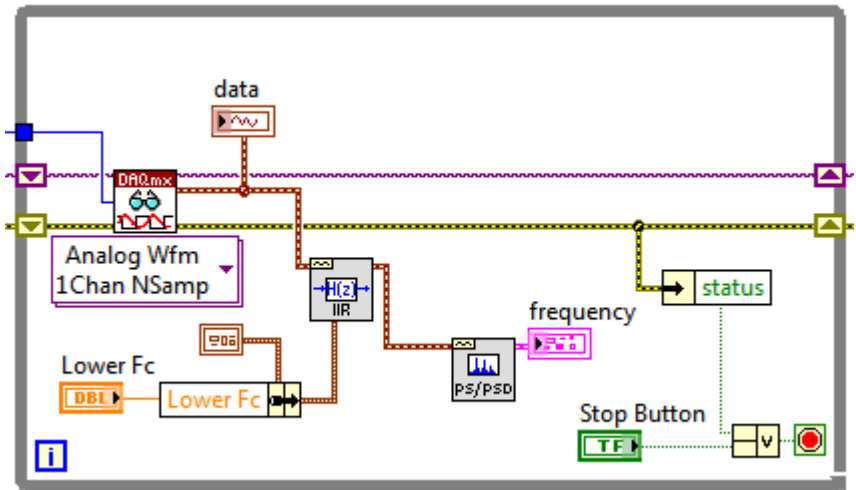 data
DAQmx
Analog Wfm
1Chan NSamp
H(z)
IIR
status
frequency
PS/PSD
Lower Fc
DBL
Lower Fc
Stop Button
TF
V
i